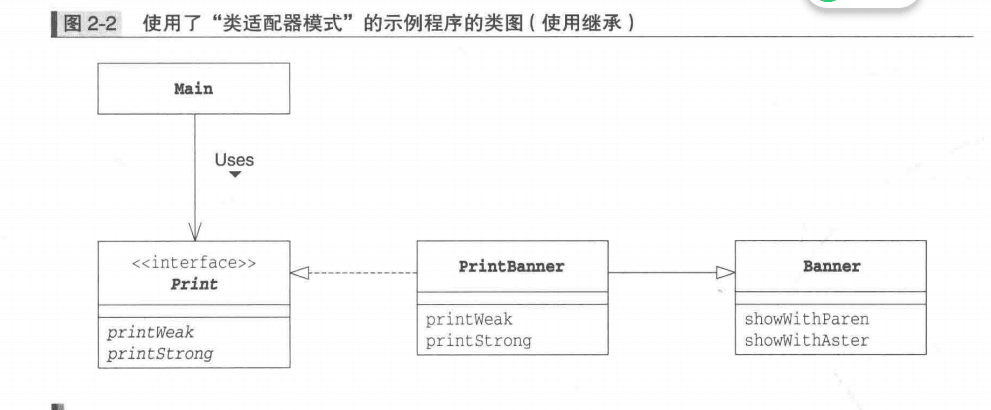 图 2-2 使用了“类适配器模式”的示例程序的类图(使用继承)
Main
Uses
<<interface>>
Print
printWeak
printStrong
PrintBanner
printWeak
printStrong
Banner
showWithParen
showWithAster